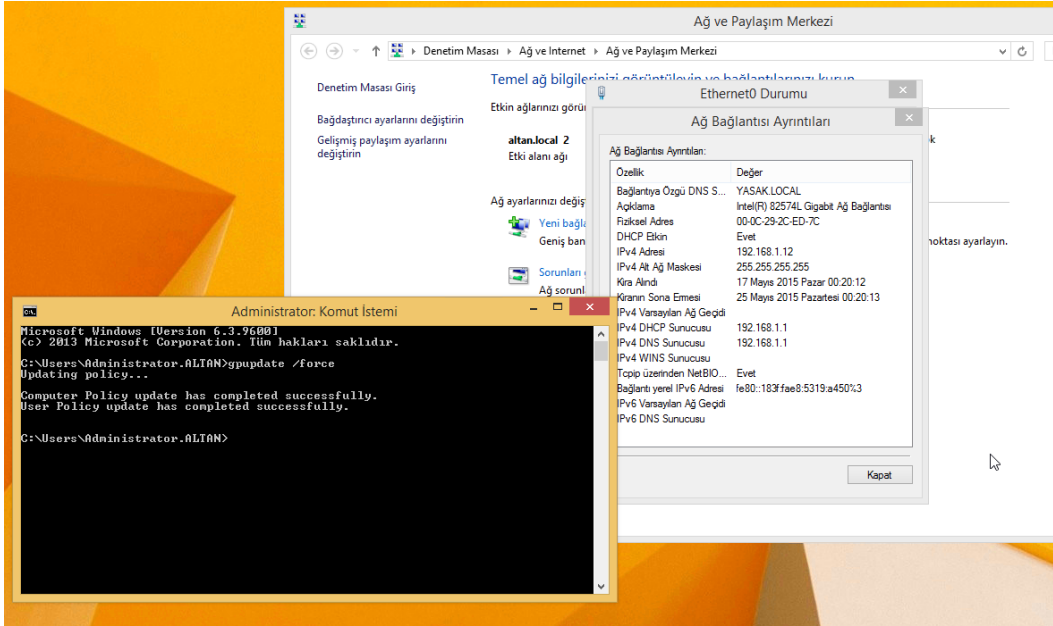 Ağ ve Paylaşım Merkezi
Denetim Masası ▸ Ağ ve Internet ▸ Ağ ve Paylaşım Merkezi
Denetim Masası Giriş
Bağdaştırıcı ayarlarını değiştirin
Gelişmiş paylaşım ayarlarını
değiştirin
Temel ağ bilgilerinizi görüntüleyin ve bağlantılarınızı kurun
Etkin ağlarınızı görü
altan.local 2
Etki alanı ağı
k
Ağ ayarlarınızı değiş
Yeni bağla
Geniş ban
noktası ayarlayın.
Sorunları
Ağ sorunl
Ethernet0 Durumu
Ağ Bağlantısı Ayrıntıları
Ağ Bağlantısı Ayrıntıları:
Özellik Değer
Bağlantıya Özgü DNS S... YASAK.LOCAL
Açıklama Intel(R) 82574L Gigabit Ağ Bağlantısı
Fiziksel Adres 00-0C-29-2C-ED-7C
DHCP Etkin Evet
IPv4 Adresi 192.168.1.12
IPv4 Alt Ağ Maskesi 255.255.255.255
Kira Alındı 17 Mayıs 2015 Pazar 00:20:12
Kiranın Sona Ermesi 25 Mayıs 2015 Pazartesi 00:20:13
IPv4 Varsayılan Ağ Geçidi
IPv4 DHCP Sunucusu 192.168.1.1
IPv4 DNS Sunucusu 192.168.1.1
IPv4 WINS Sunucusu
Tcpip üzerinden NetBIO... Evet
Bağlantı yerel IPv6 Adresi fe80::183f:fae8:5319:a450%3
IPv6 Varsayılan Ağ Geçidi
IPv6 DNS Sunucusu
Kapat
Administrator: Komut İstemi
Microsoft Windows [Version 6.3.9600]
(c) 2013 Microsoft Corporation. Tüm hakları saklıdır.
C:\Users\Administrator.ALTAN>gpupdate /force
Updating policy...
Computer Policy update has completed successfully.
User Policy update has completed successfully.
C:\Users\Administrator.ALTAN>